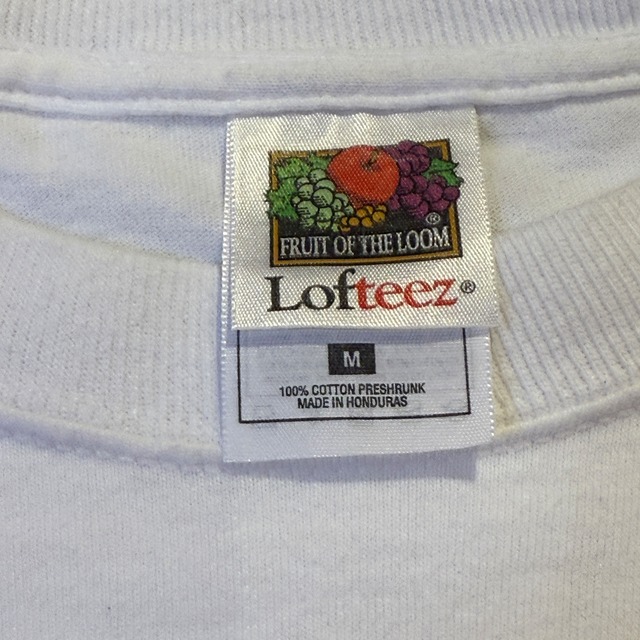 FRUIT OF THE LOOM ®
Lofteez®
M
100% COTTON PRESHRUNK
MADE IN HONDURAS